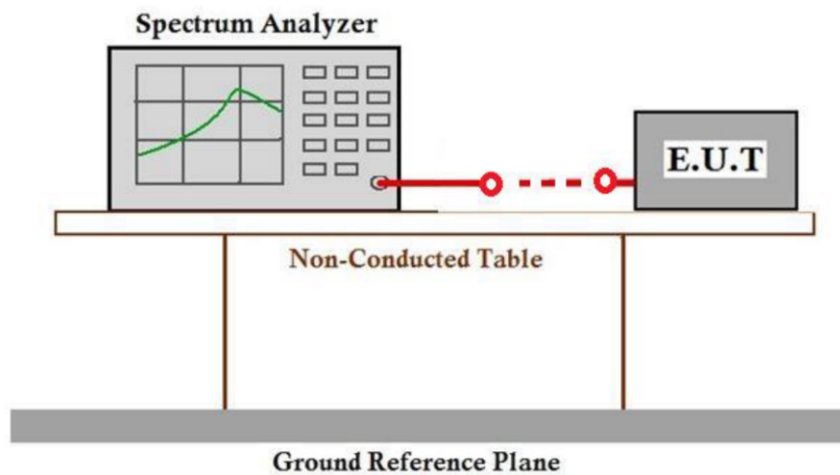 Spectrum Analyzer
E.U.T
Non-Conducted Table
Ground Reference Plane